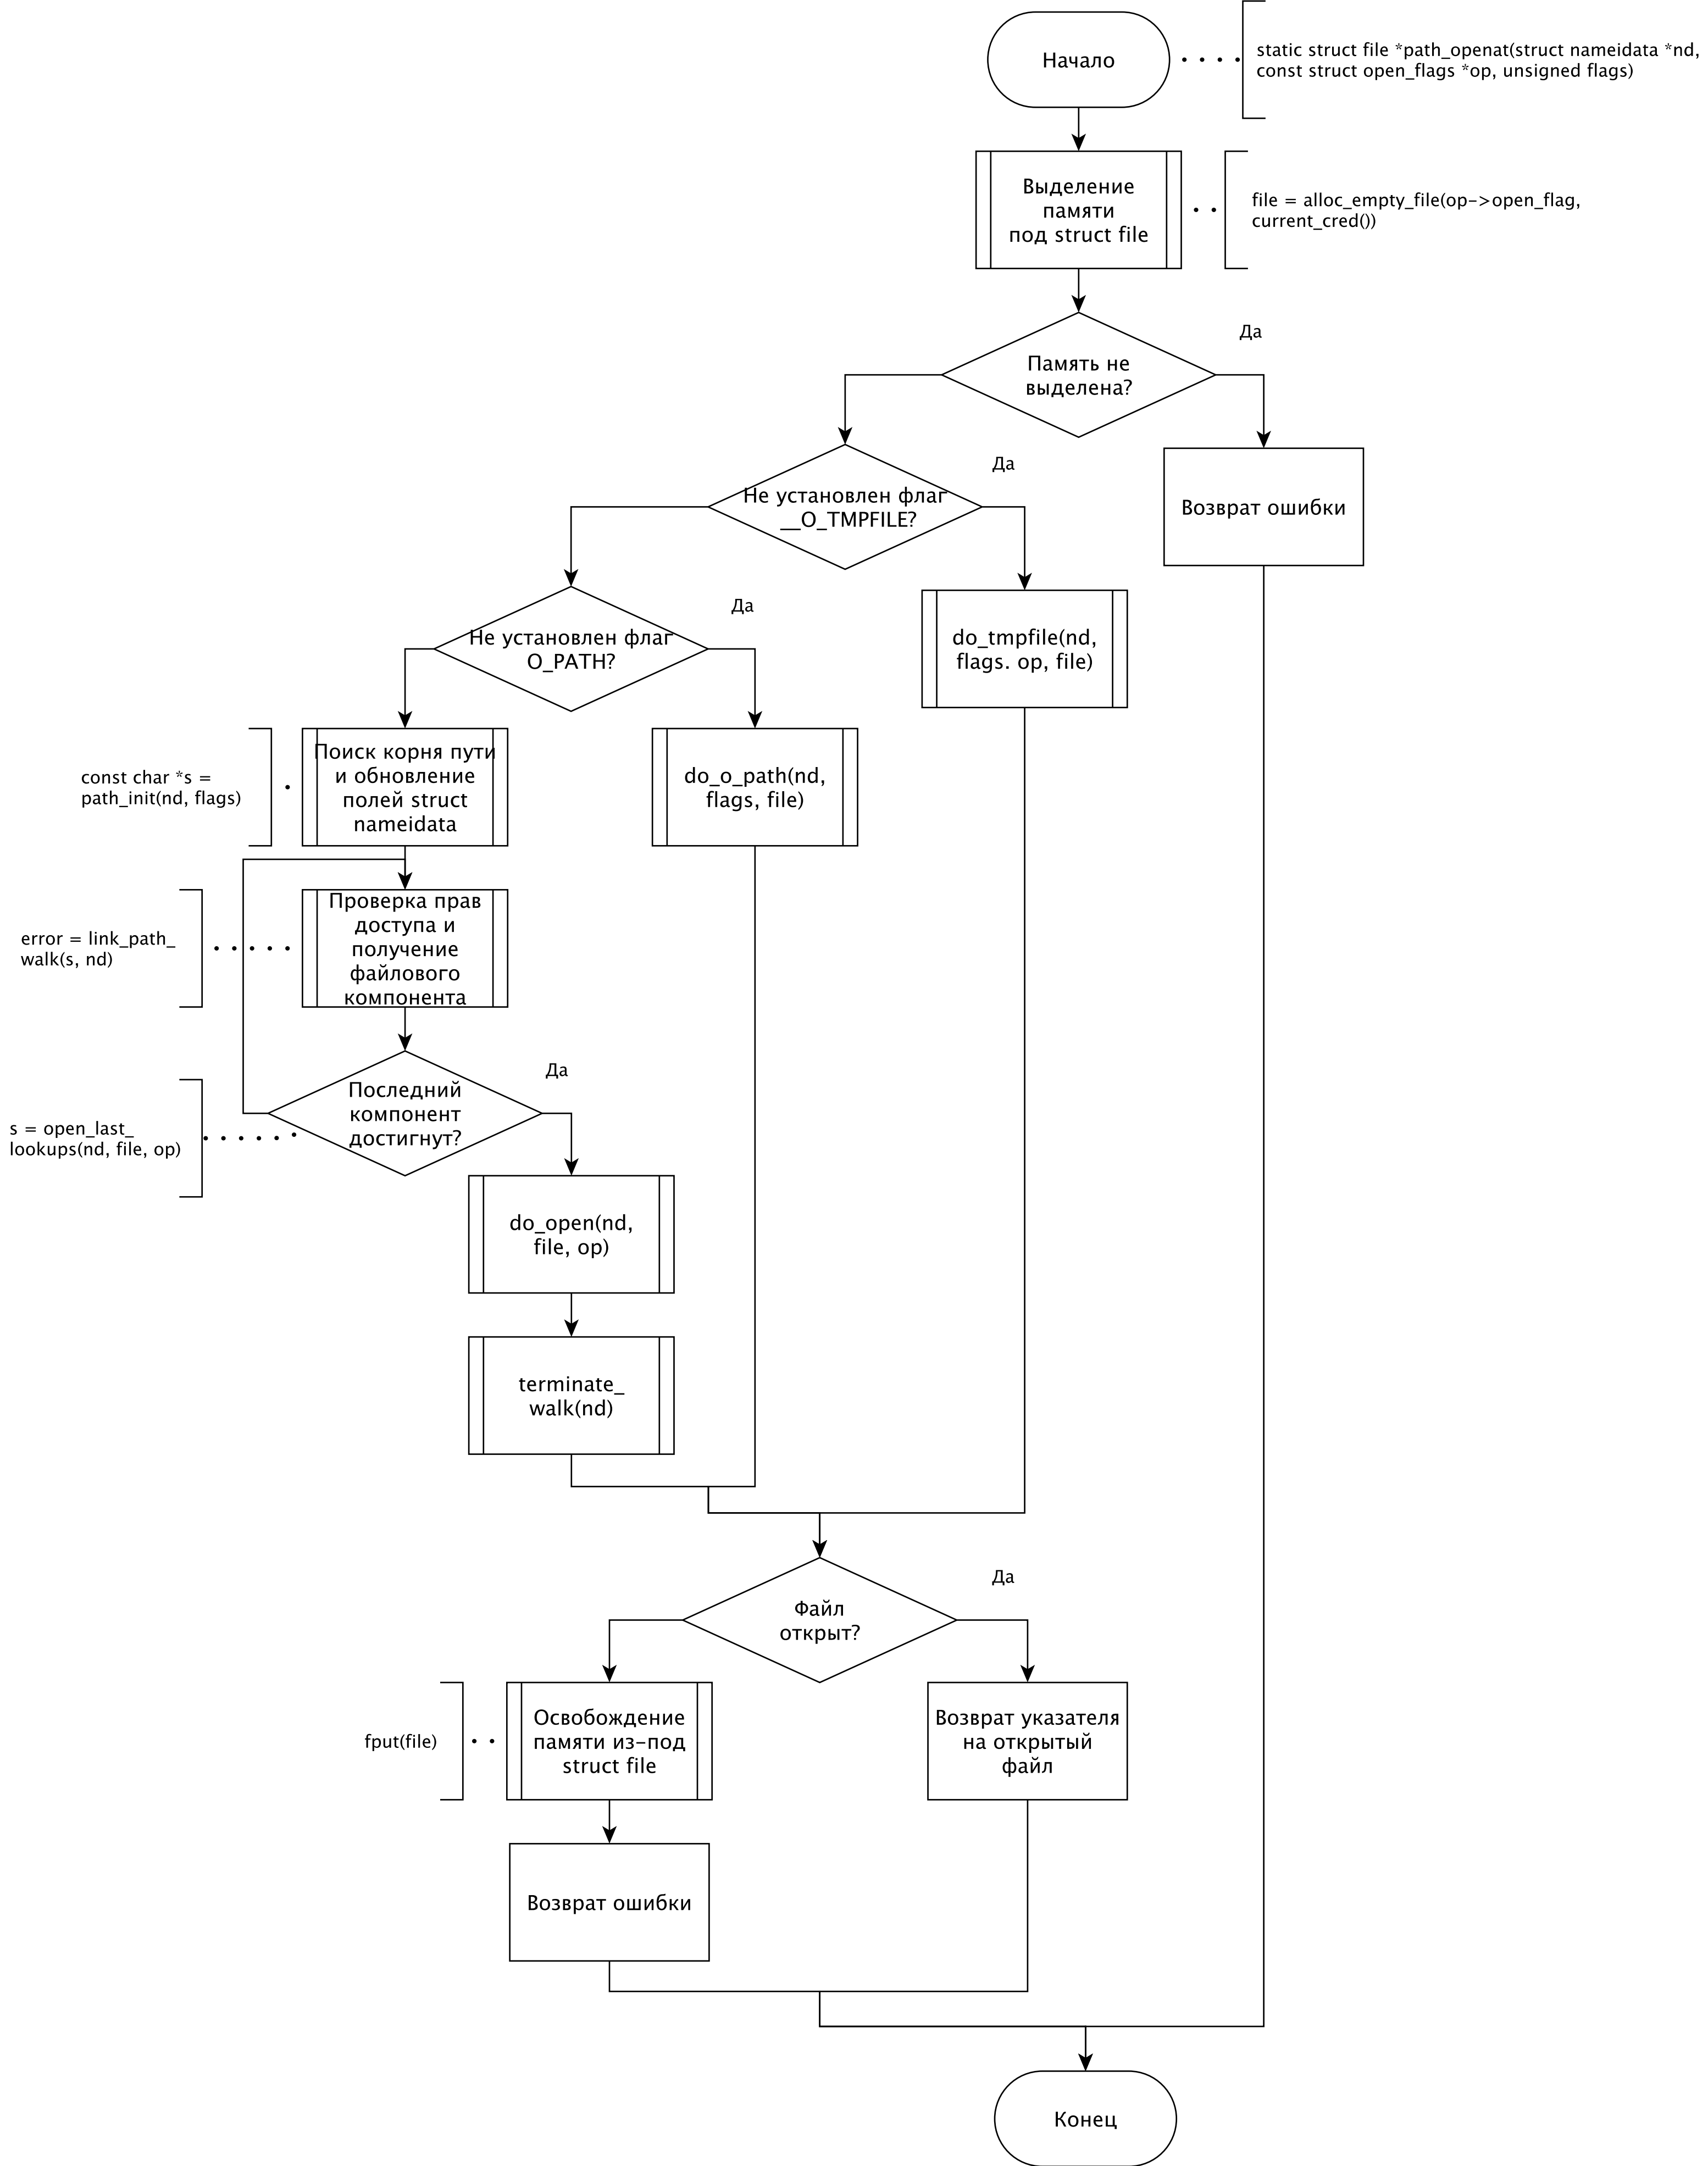 Начало
static struct file *path_openat(struct nameidata *nd,
const struct open_flags *op, unsigned flags)
Выделение
памяти
под struct file
file = alloc_empty_file(op->open_flag,
current_cred())
Да
Память не
выделена?
Да
Не установлен флаг
__O_TMPFILE?
Возврат ошибки
Да
Не установлен флаг
O_PATH?
do_tmpfile(nd,
flags. op, file)
const char *s =
path_init(nd, flags)
Поиск корня пути
и обновление
полей struct
nameidata
do_o_path(nd,
flags, file)
error = link_path_
walk(s, nd)
Проверка прав
доступа и
получение
файлового
компонента
Да
s = open_last_
lookups(nd, file, op)
Последний
компонент
достигнут?
do_open(nd,
file, op)
terminate_
walk(nd)
Да
Файл
открыт?
fput(file)
Освобождение
памяти из-под
struct file
Возврат указателя
на открытый
файл
Возврат ошибки
Конец